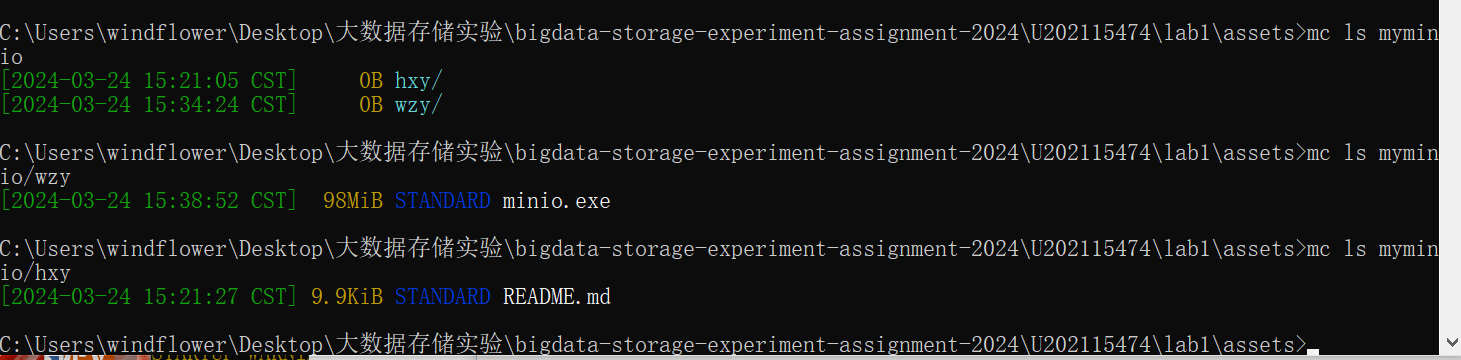 C:\Users\windflower\Desktop\大数据存储实验\bigdata-storage-experiment-assignment-2024\U202115474\lab1\assets>mc ls mymin
io
[2024-03-24 15:21:05 CST]     0B hxy/
[2024-03-24 15:34:24 CST]     0B wzy/
C:\Users\windflower\Desktop\大数据存储实验\bigdata-storage-experiment-assignment-2024\U202115474\lab1\assets>mc ls mymin
io/wzy
[2024-03-24 15:38:52 CST]  98MiB STANDARD minio.exe
C:\Users\windflower\Desktop\大数据存储实验\bigdata-storage-experiment-assignment-2024\U202115474\lab1\assets>mc ls mymin
io/hxy
[2024-03-24 15:21:27 CST] 9.9KiB STANDARD README.md
C:\Users\windflower\Desktop\大数据存储实验\bigdata-storage-experiment-assignment-2024\U202115474\lab1\assets>